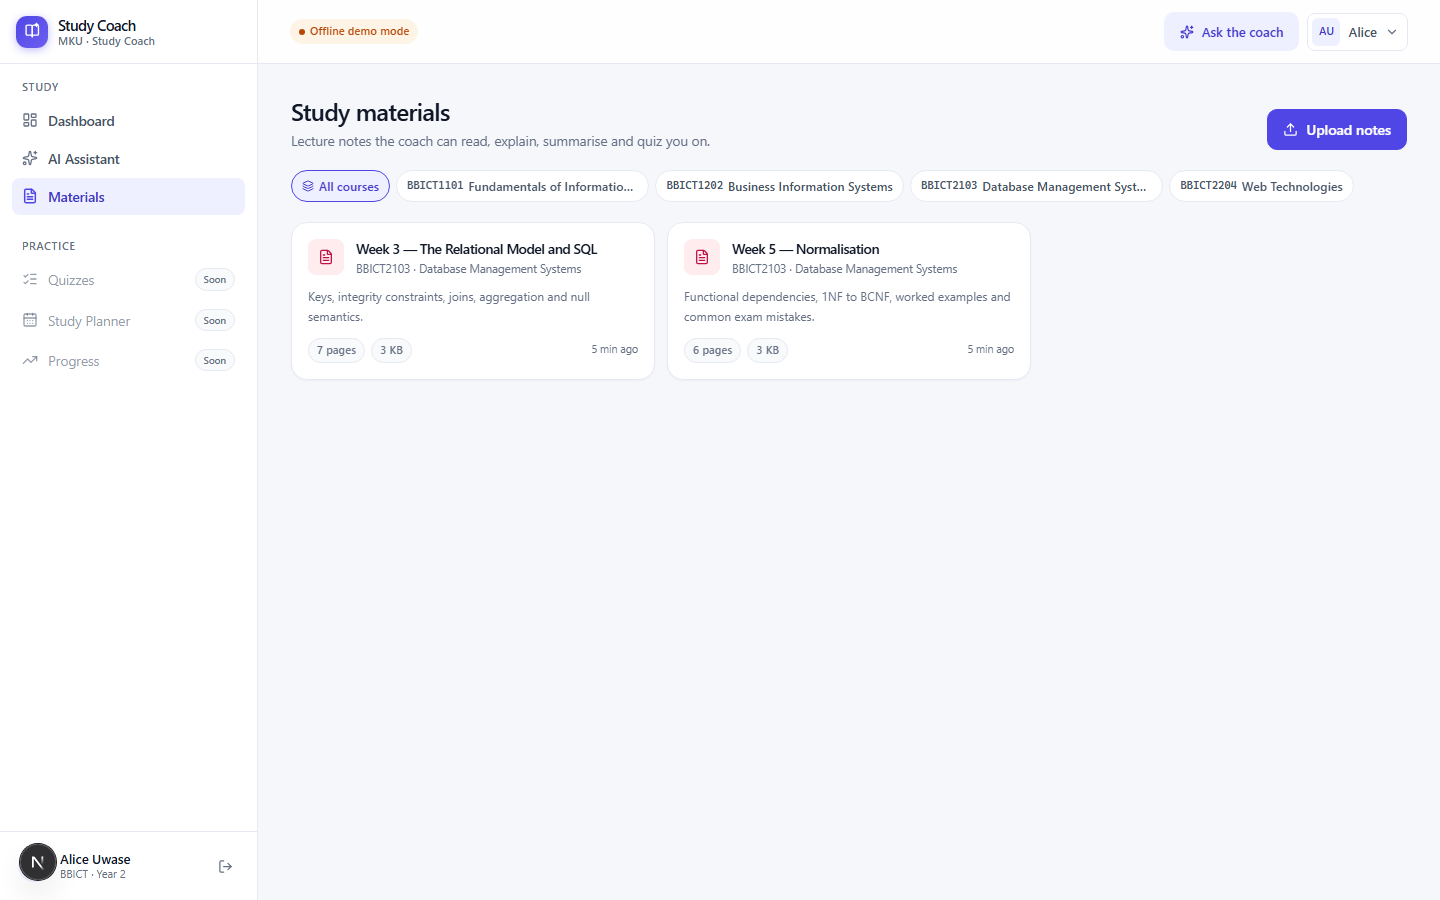 Study Coach
MKU · Study Coach
Offline demo mode
Ask the coach
AU
Alice
STUDY
Dashboard
AI Assistant
Materials
PRACTICE
Quizzes
Soon
Study Planner
Soon
Progress
Soon
Study materials
Lecture notes the coach can read, explain, summarise and quiz you on.
Upload notes
All courses
BBICT1101 Fundamentals of Informatio...
BBICT1202 Business Information Systems
BBICT2103 Database Management Syst...
BBICT2204 Web Technologies
Week 3 — The Relational Model and SQL
BBICT2103 · Database Management Systems
Keys, integrity constraints, joins, aggregation and null
semantics.
7 pages
3 KB
5 min ago
Week 5 — Normalisation
BBICT2103 · Database Management Systems
Functional dependencies, 1NF to BCNF, worked examples and
common exam mistakes.
6 pages
3 KB
5 min ago
N
Alice Uwase
BBICT · Year 2